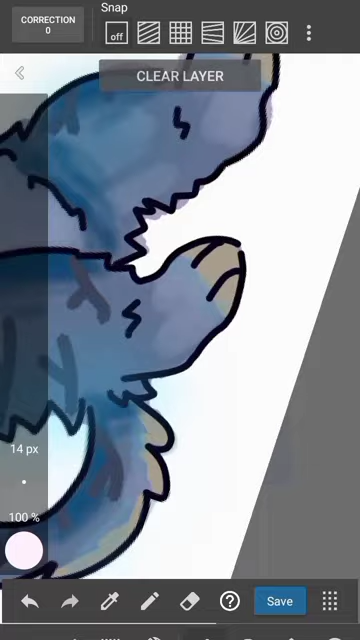 Snap
CORRECTION
0
off
CLEAR LAYER
14 px
100 %
Save